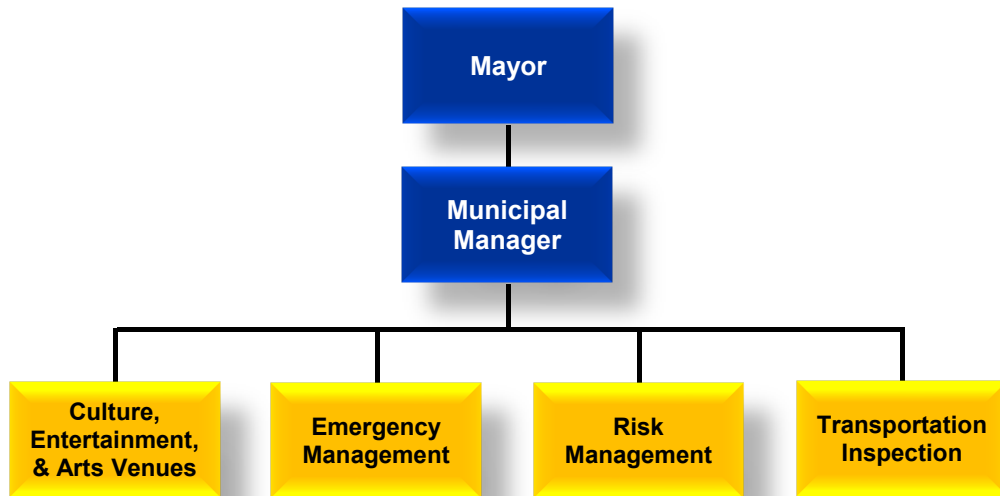 Mayor
Municipal
Manager
Culture,
Entertainment,
& Arts Venues
Emergency
Management
Risk
Management
Transportation
Inspection